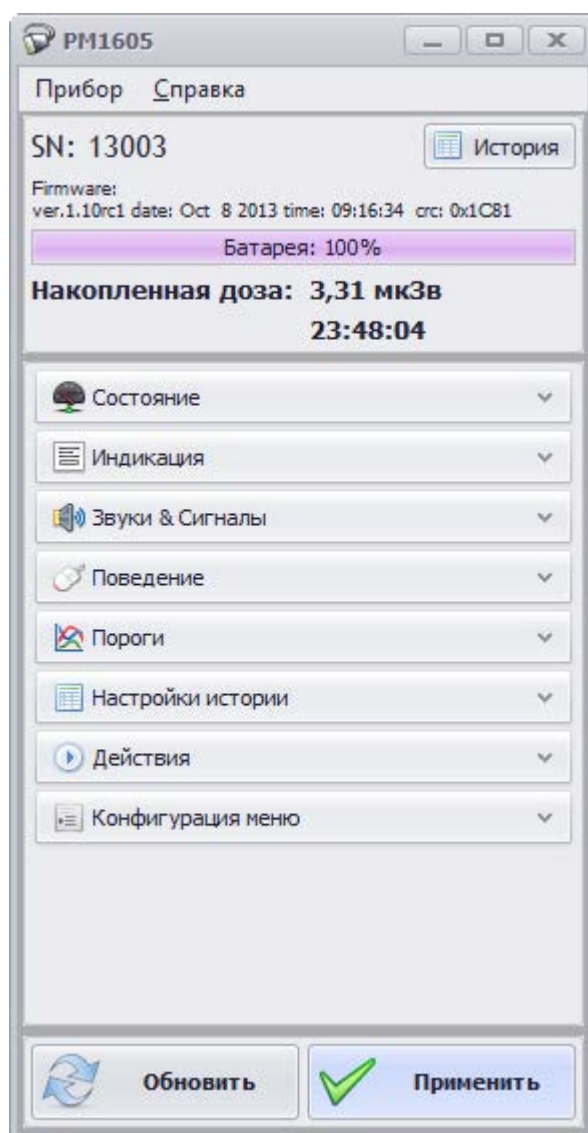 PM1605
Прибор Справка
SN: 13003
История
Firmware:
ver.1.10rc1 date: Oct 8 2013 time: 09:16:34 crc: 0x1C81
Батарея: 100%
Накопленная доза: 3,31 мкЗв
23:48:04
Состояние
Индикация
Звуки & Сигналы
Поведение
Пороги
Настройки истории
Действия
Конфигурация меню
Обновить Применить